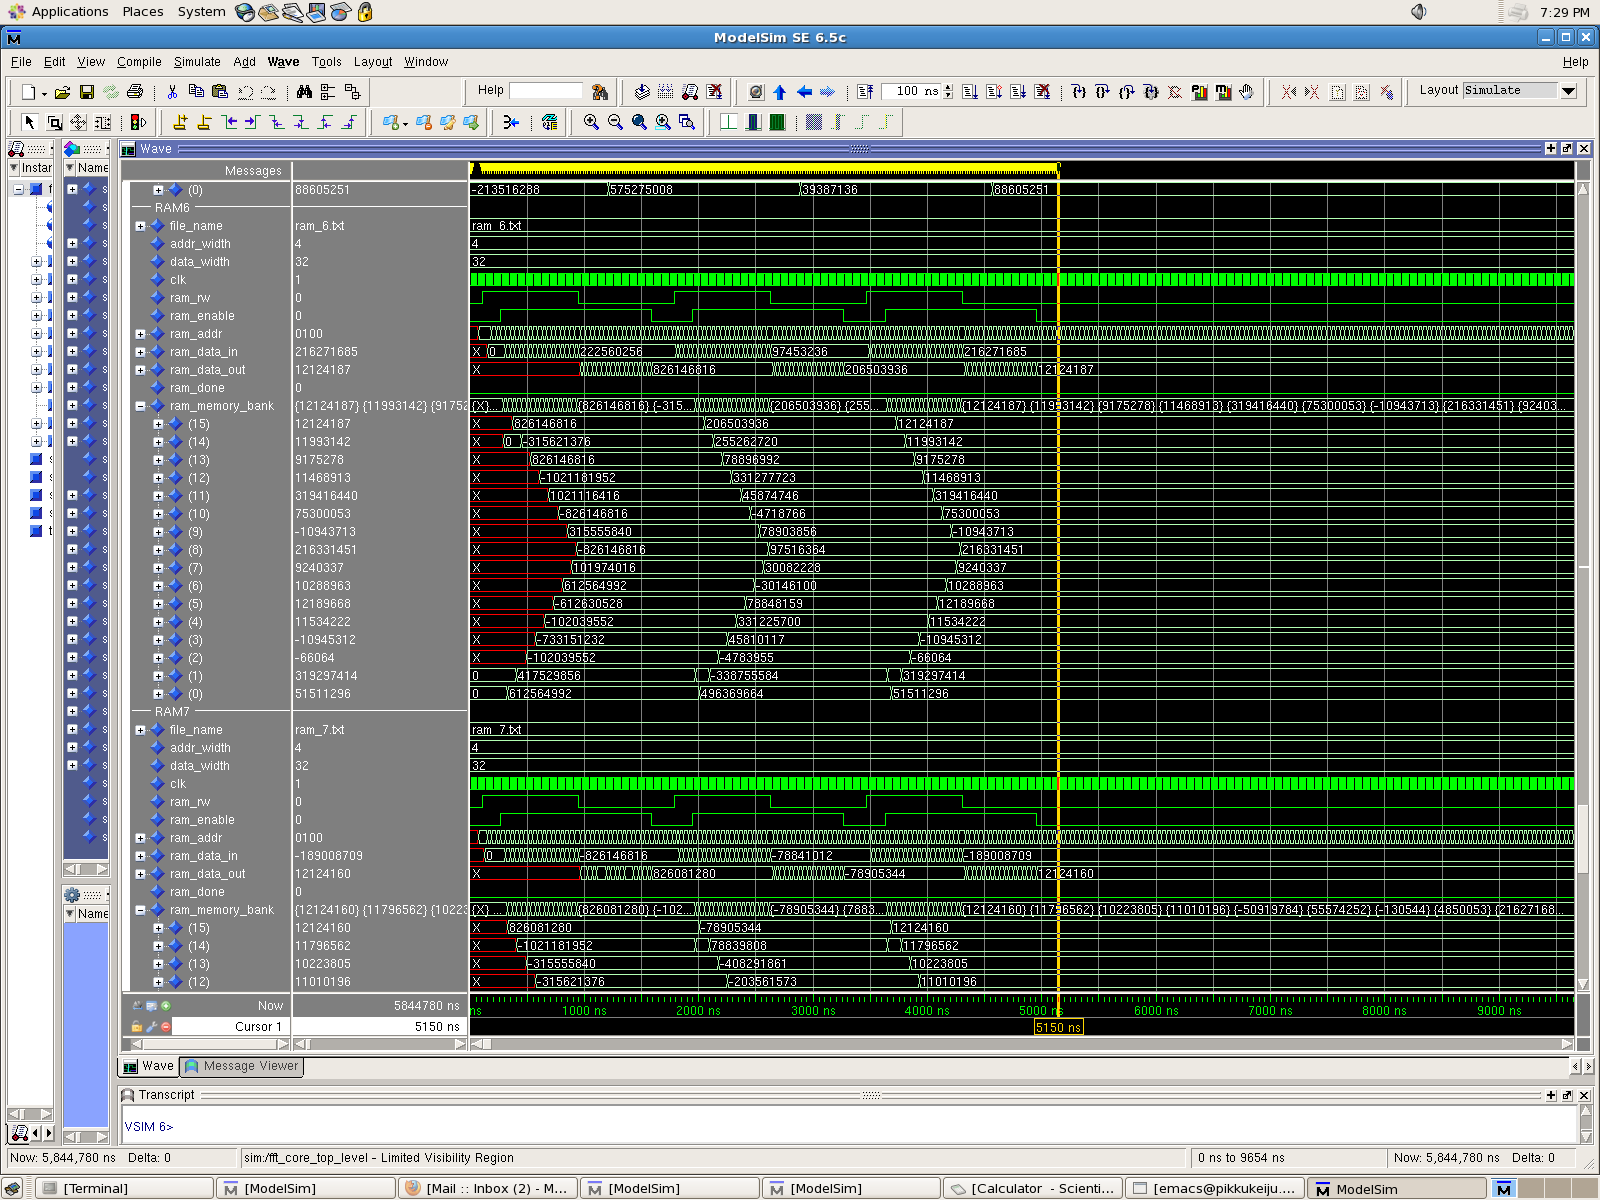 Applications Places System 7:29 PM
ModelSim SE 6.5c
File Edit View Compile Simulate Add Wave Tools Layout Window Help
Help 100 ns Layout Simulate
Wave
Instar Name Messages
(0) 88605251 -213516288 575275008 39387136 88605251
RAM6
file_name ram_6.txt ram_6.txt
addr_width 4 4
data_width 32 32
clk 1
ram_rw 0
ram_enable 0
ram_addr 0100
ram_data_in 216271685 X 0 222560256 97453236 216271685
ram_data_out 12124187 X 826146816 206503936 12124187
ram_done 0
ram_memory_bank {12124187} {11993142} {91752 {X}... {826146816} {-315... {206503936} {255... {12124187} {11993142} {9175278} {11468913} {319416440} {75300053} {-10943713} {216331451} {92403...
(15) 12124187 X 826146816 206503936 12124187
(14) 11993142 X 0 -315621376 255262720 11993142
(13) 9175278 X 826146816 78896992 9175278
(12) 11468913 X -1021181952 331277723 11468913
(11) 319416440 X 1021116416 45874746 319416440
(10) 75300053 X -826146816 -4718766 75300053
(9) -10943713 X 315555840 78903856 -10943713
(8) 216331451 X -826146816 97516364 216331451
(7) 9240337 X 101974016 30082228 9240337
(6) 10288963 X 612564992 -30146100 10288963
(5) 12189668 X -612630528 78848159 12189668
(4) 11534222 X -102039552 331225700 11534222
(3) -10945312 X -733151232 45810117 -10945312
(2) -66064 X -102039552 -4783955 -66064
(1) 319297414 0 417529856 -338755584 319297414
(0) 51511296 0 612564992 496369664 51511296
RAM7
file_name ram_7.txt ram_7.txt
addr_width 4 4
data_width 32 32
clk 1
ram_rw 0
ram_enable 0
ram_addr 0100
ram_data_in -189008709 0 -826146816 -78841012 -189008709
ram_data_out 12124160 X 826081280 -78905344 12124160
ram_done 0
ram_memory_bank {12124160} {11796562} {10223 {X} ... {826081280} {-102... {-78905344} {7883... {12124160} {11796562} {10223805} {11010196} {-50919784} {55574252} {-130544} {4850053} {21627168...
(15) 12124160 X 826081280 -78905344 12124160
(14) 11796562 X -1021181952 78839808 11796562
(13) 10223805 X -315555840 -408291861 10223805
(12) 11010196 X -315621376 -203561573 11010196
Name
Now 5844780 ns ns 1000 ns 2000 ns 3000 ns 4000 ns 5000 ns 6000 ns 7000 ns 8000 ns 9000 ns
Cursor 1 5150 ns 5150 ns
Wave Message Viewer
Transcript
VSIM 6>
Now: 5,844,780 ns Delta: 0 sim:/fft_core_top_level - Limited Visibility Region 0 ns to 9654 ns Now: 5,844,780 ns Delta: 0
[Terminal] [ModelSim] [Mail :: Inbox (2) - M... [ModelSim] [ModelSim] [Calculator - Scienti... [emacs@pikkukeiju.... ModelSim